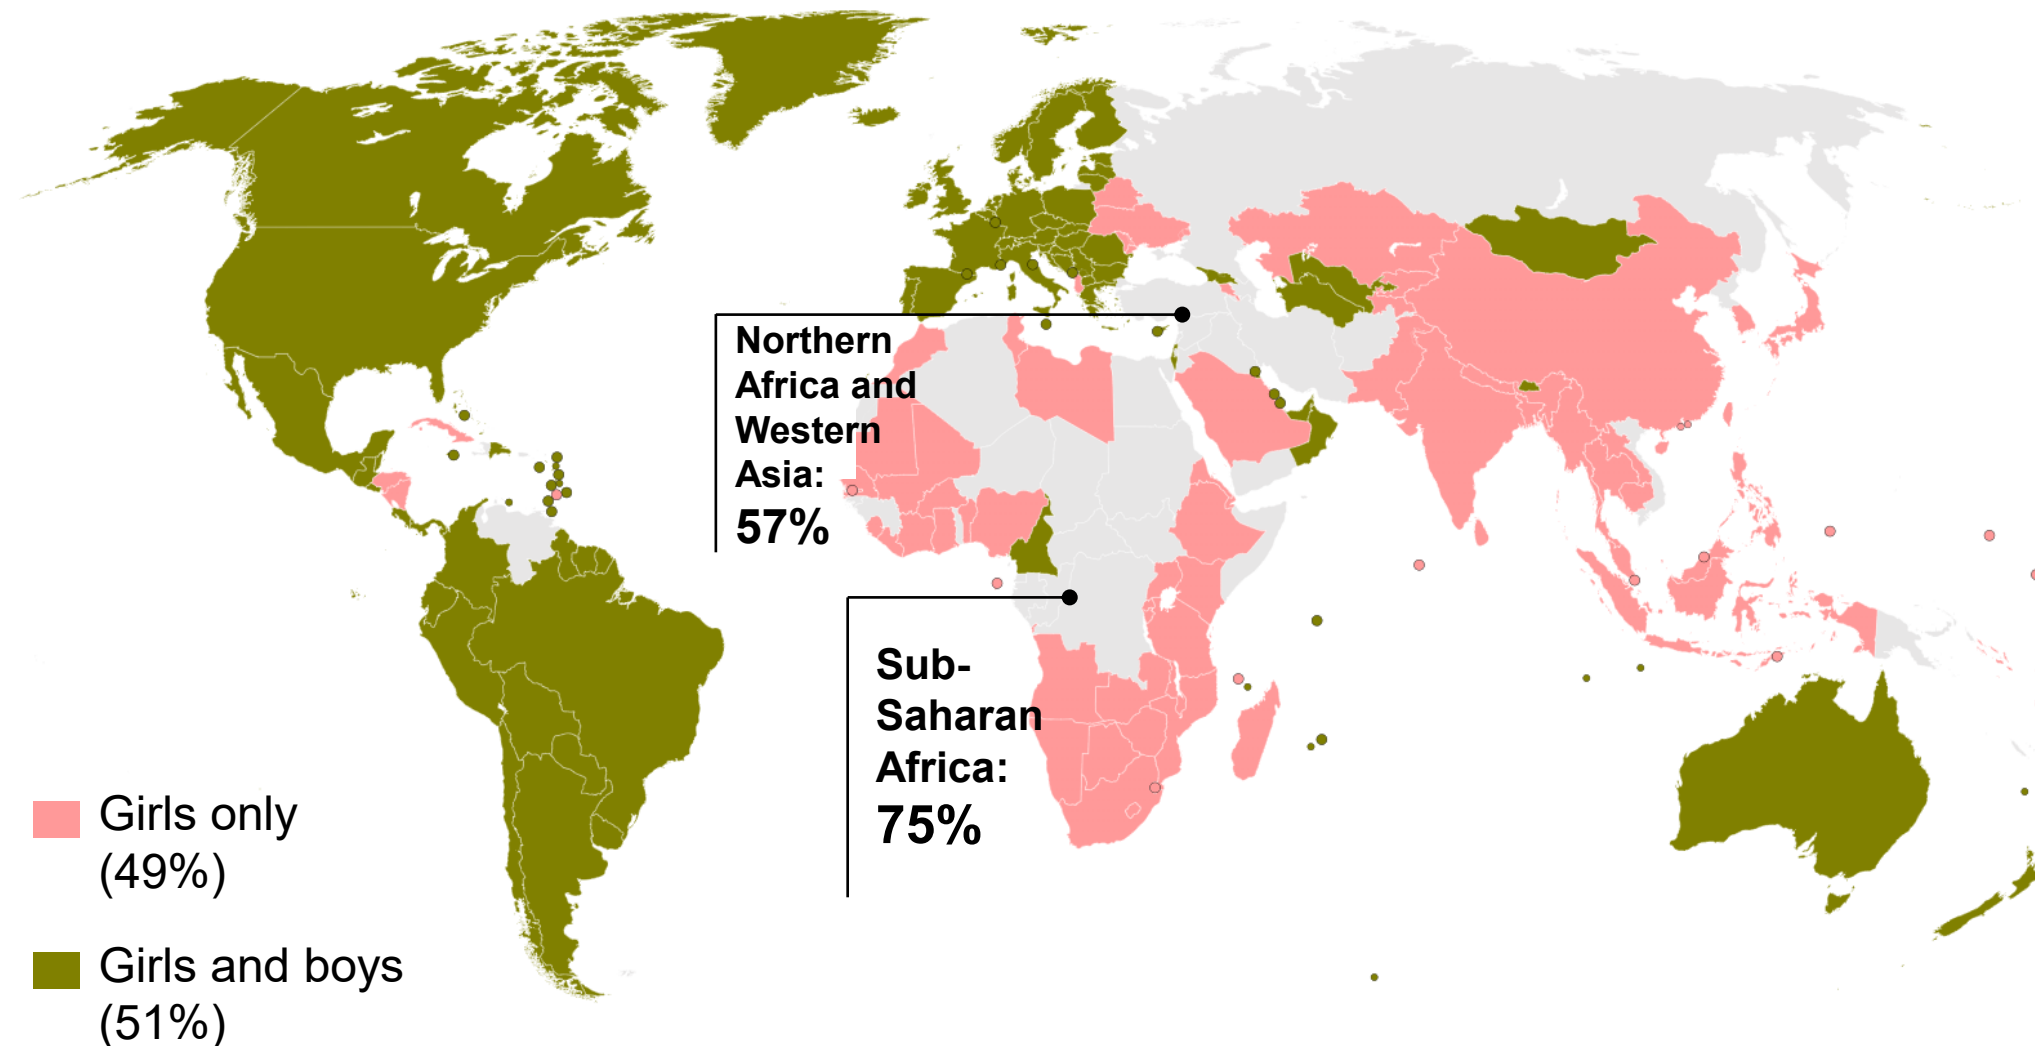 Northern
Africa and
Western
Asia:
57%
Sub-
Saharan
Africa:
75%
Girls only
(49%)
Girls and boys
(51%)